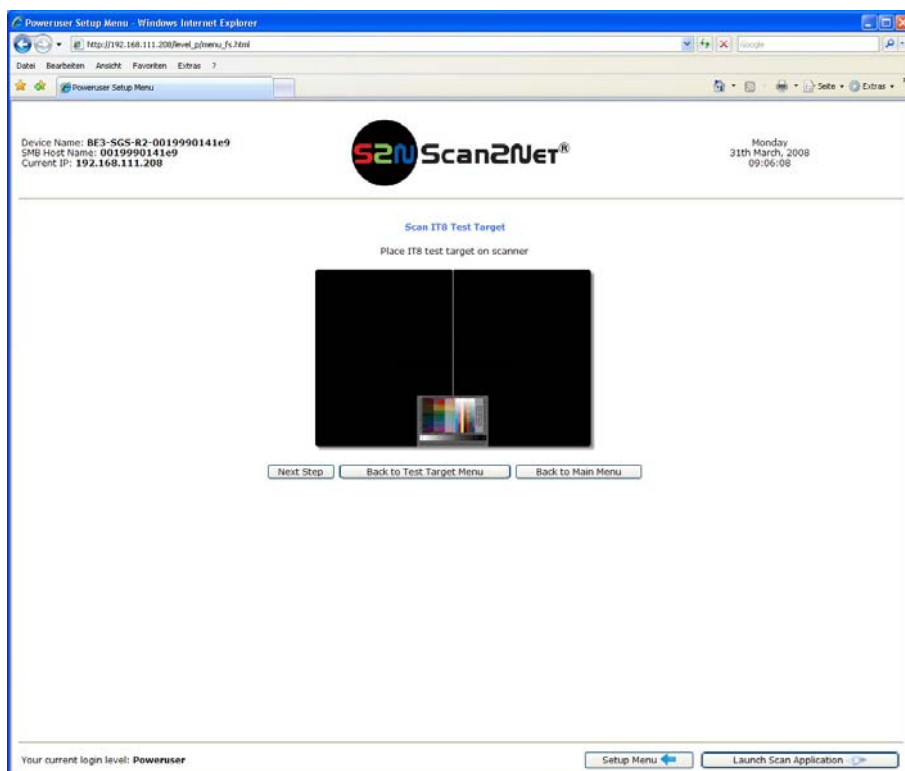 Poweruser Setup Menu - Windows Internet Explorer
http://192.168.111.208/level_p/menu_fs.html
Google
Datei Bearbeiten Ansicht Favoriten Extras ?
Poweruser Setup Menu
Seite Extras
Device Name: BE3-SGS-R2-0019990141e9
SMB Host Name: 0019990141e9
Current IP: 192.168.111.208
S2N Scan2Net®
Monday
31th March, 2008
09:06:08
Scan IT8 Test Target
Place IT8 test target on scanner
Next Step Back to Test Target Menu Back to Main Menu
Your current login level: Poweruser
Setup Menu Launch Scan Application